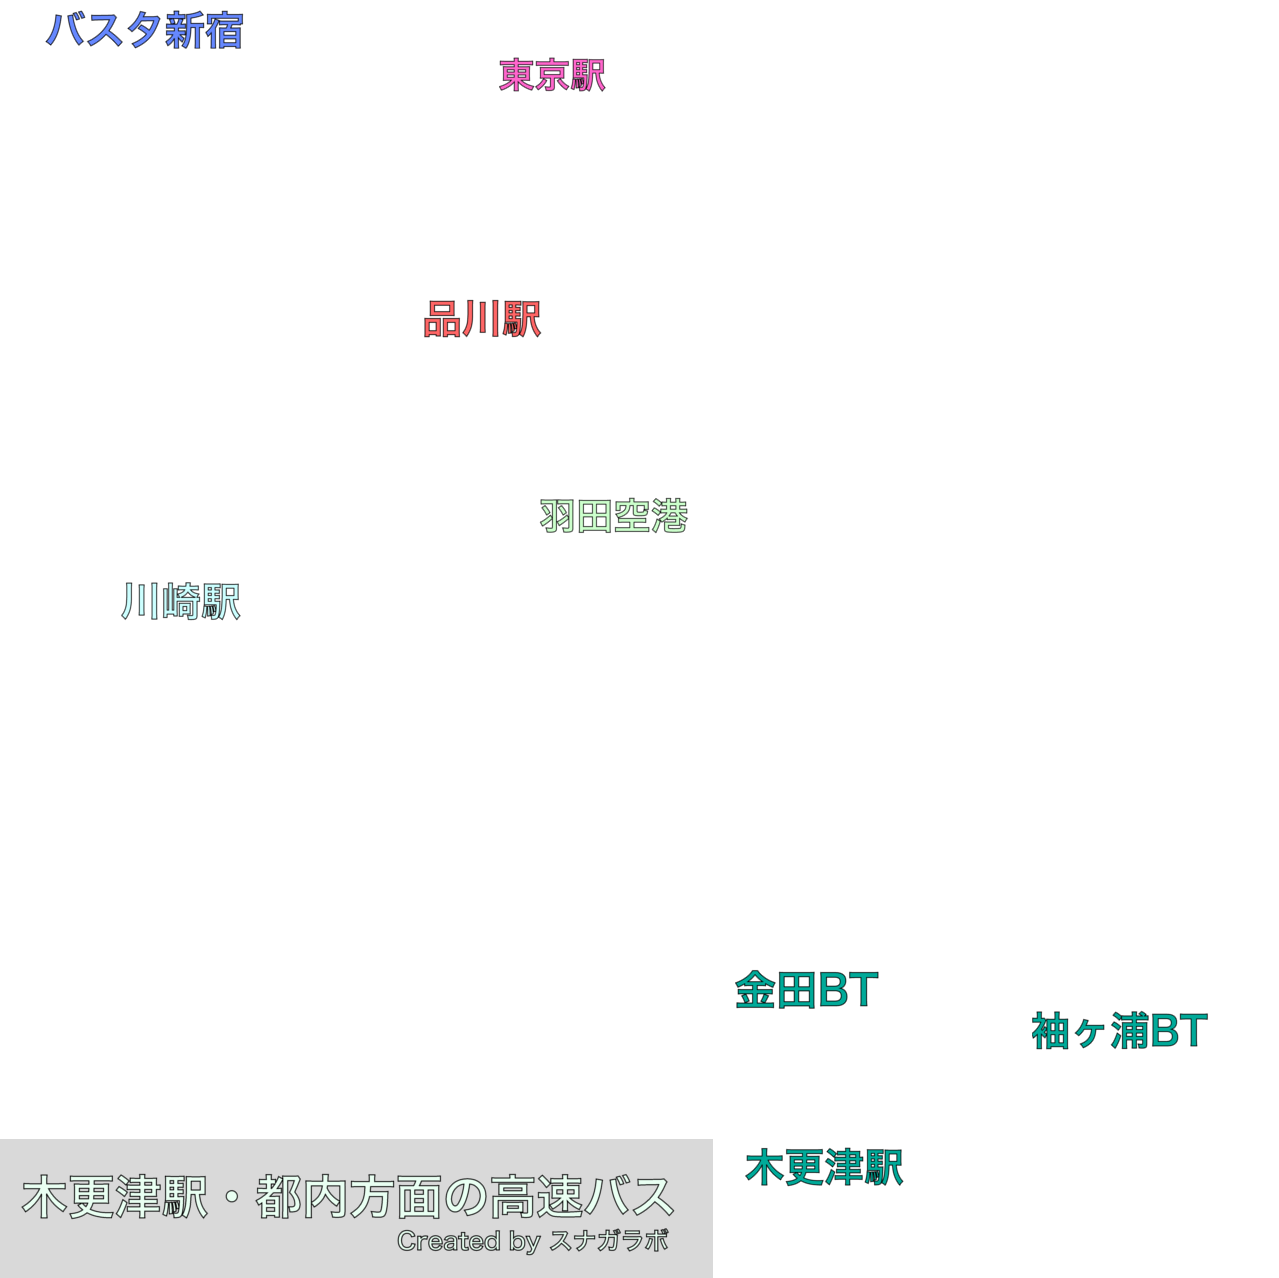 バスタ新宿
東京駅
品川駅
羽田空港
川崎駅
金田BT
袖ヶ浦BT
木更津駅
木更津駅・都内方面の高速バス
Created by スナガラボ